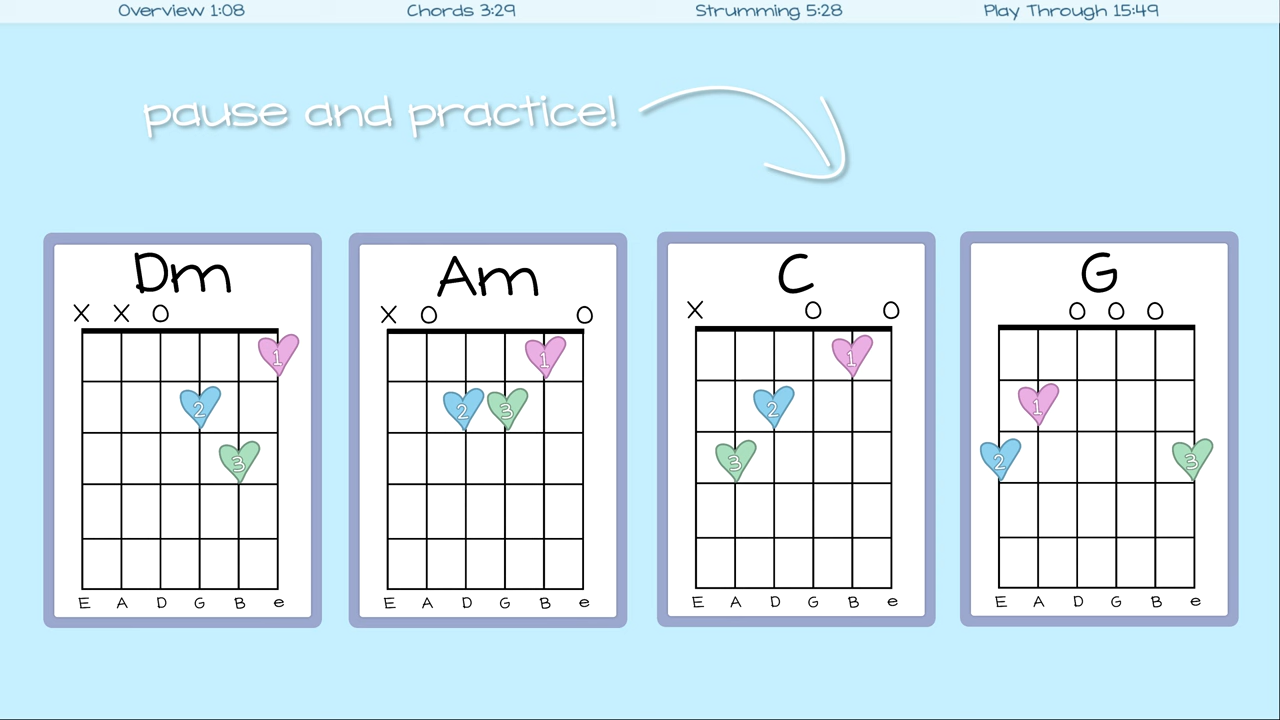 Overview 1:08 Chords 3:29 Strumming 5:28 Play Through 15:49
pause and practice!
Dm
X X O
1
2
3
E A D G B e
Am
X O O
1
2 3
E A D G B e
C
X O O
1
2
3
E A D G B e
G
O O O
1
2 3
E A D G B e